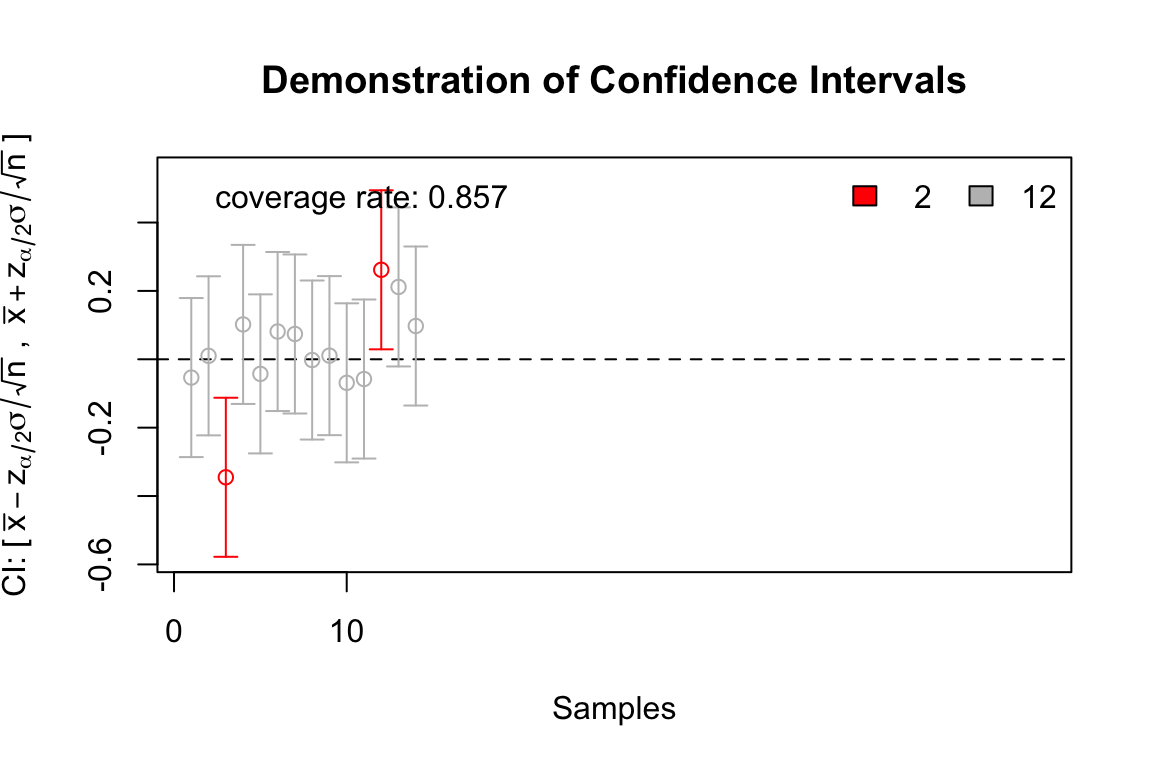 Demonstration of Confidence Intervals
coverage rate: 0.857
2
12
CI: [ x̄ − zα/2σ/√n , x̄ + zα/2σ/√n ]
0.2
-0.2
-0.6
0
10
Samples